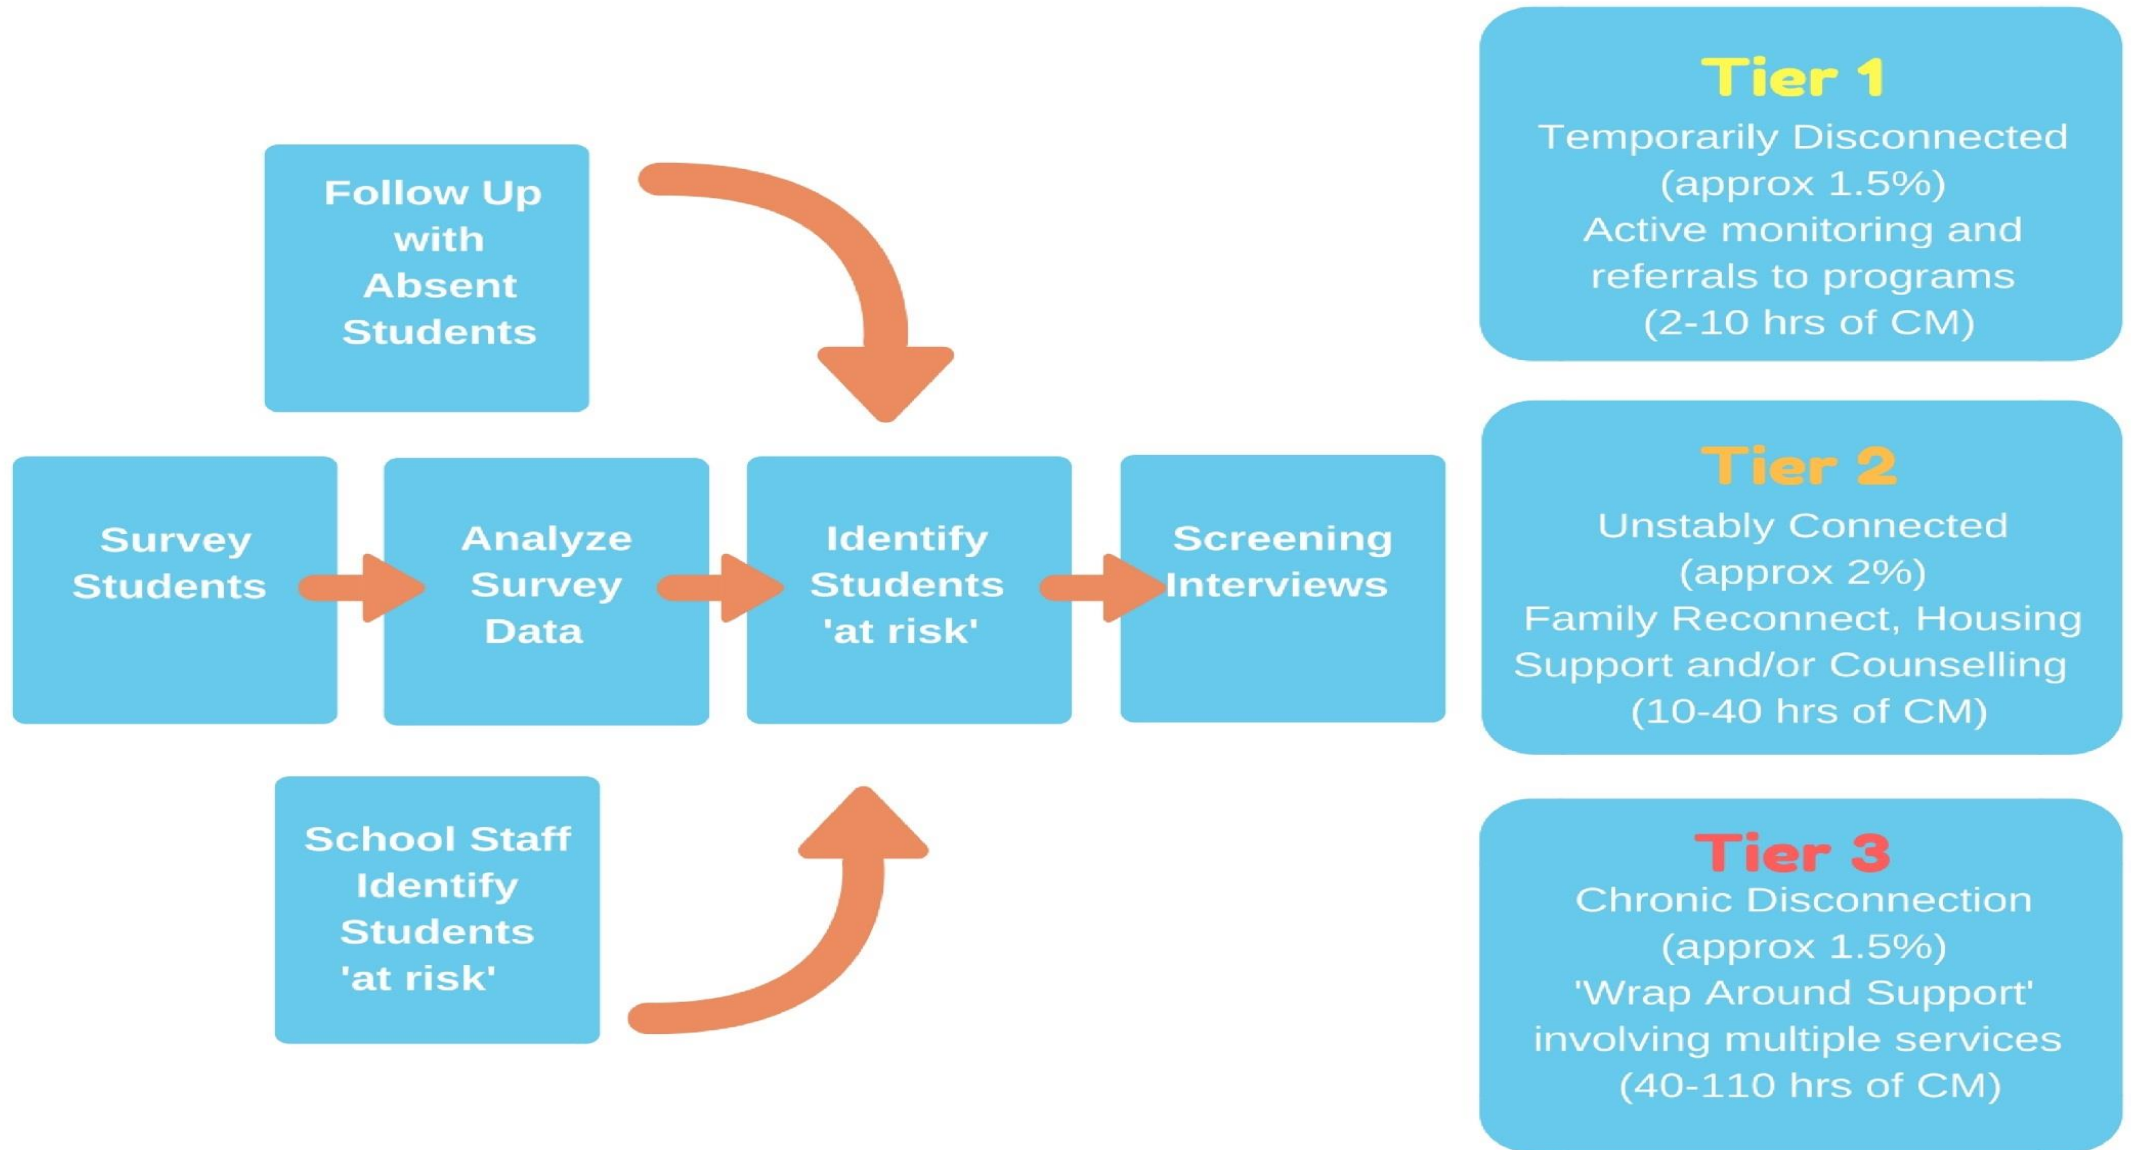 Follow Up
with
Absent
Students
Survey
Students
Analyze
Survey
Data
Identify
Students
'at risk'
Screening
Interviews
School Staff
Identify
Students
'at risk'
Tier 1
Temporarily Disconnected
(approx 1.5%)
Active monitoring and
referrals to programs
(2-10 hrs of CM)
Tier 2
Unstably Connected
(approx 2%)
Family Reconnect, Housing
Support and/or Counselling
(10-40 hrs of CM)
Tier 3
Chronic Disconnection
(approx 1.5%)
'Wrap Around Support'
involving multiple services
(40-110 hrs of CM)